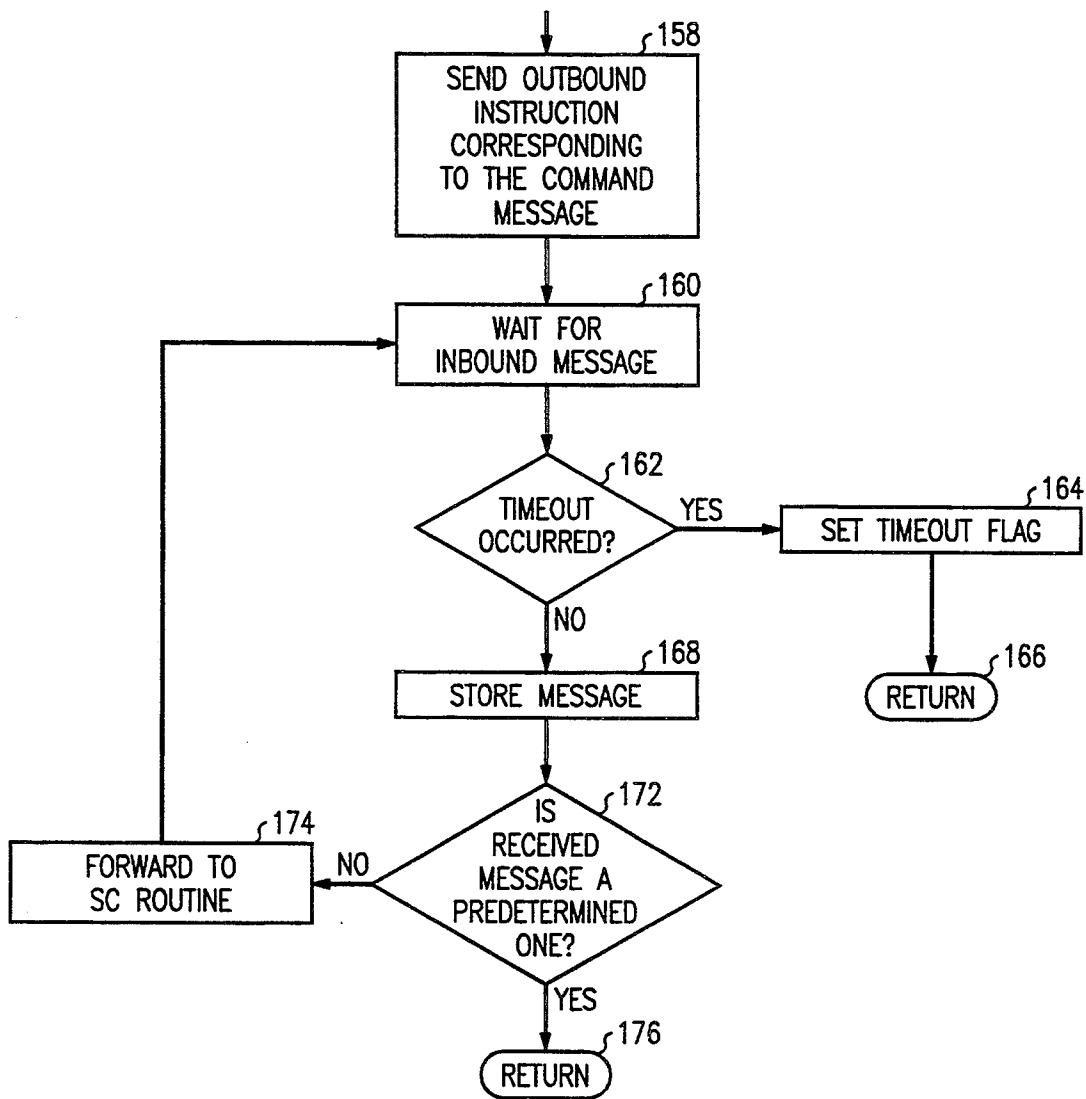 158
SEND OUTBOUND
INSTRUCTION
CORRESPONDING
TO THE COMMAND
MESSAGE
160
WAIT FOR
INBOUND MESSAGE
162
TIMEOUT
OCCURRED?
YES
164
SET TIMEOUT FLAG
NO
166
RETURN
168
STORE MESSAGE
172
IS
RECEIVED
MESSAGE A
PREDETERMINED
ONE?
NO
174
FORWARD TO
SC ROUTINE
YES
176
RETURN